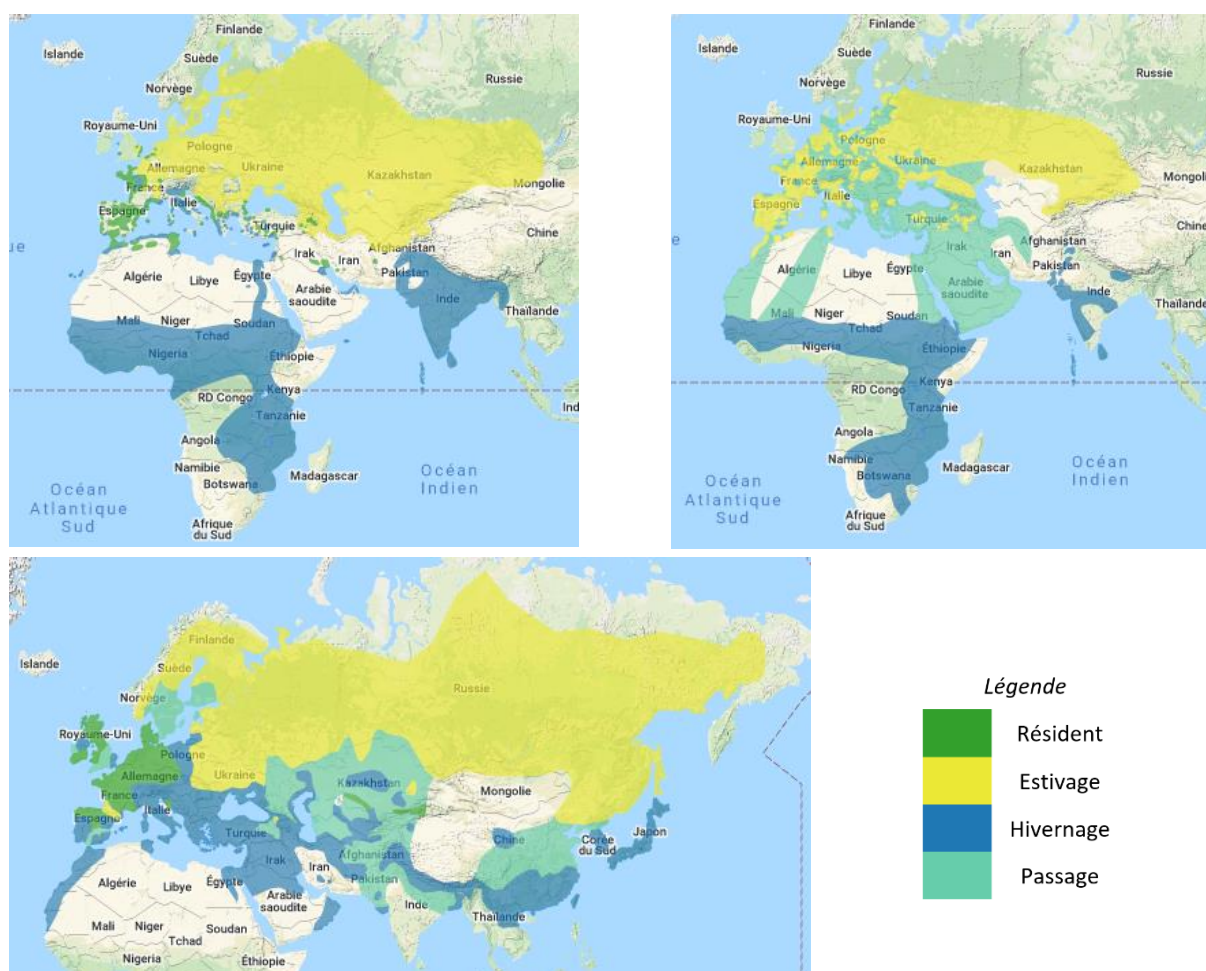 Finlande
Islande
Suède
Norvège
Russie
Royaume-Uni
Pologne
Allemagne
Ukraine
France
Kazakhstan
Mongolie
Italie
Espagne
Turquie
Chine
Afghanistan
Irak
Iran
Algérie
Libye
Égypte
Pakistan
Arabie
saoudite
Inde
Thaïlande
Mali
Niger
Soudan
Tchad
Nigeria
Éthiopie
Kenya
RD Congo
Tanzanie
Ind
Angola
Namibie
Madagascar
Botswana
Océan
Indien
Océan
Atlantique
Sud
Afrique
du Sud
ue
Finlande
Islande
Suède
Norvège
Russie
Royaume-Uni
Pologne
Allemagne
Ukraine
France
Kazakhstan
Mongoli
Italie
Espagne
Turquie
Chine
e
Irak
Afghanistan
Iran
Algérie
Libye
Égypte
Pakistan
Arabie
saoudite
Inde
Thaïlande
Mali
Niger
Soudan
Tchad
Nigeria
Éthiopie
Kenya
RD Congo
Tanzanie
Angola
Namibie
Madagascar
Botswana
Océan
Indien
Océan
Atlantique
Sud
Afrique
du Sud
Finlande
Islande
Suède
Norvège
Russie
Royaume-Uni
Pologne
Allemagne
Ukraine
France
Kazakhstan
Mongolie
Italie
Espagne
Turquie
Chine
Corée
du Sud
Japon
Irak
Iran
Afghanistan
Algérie
Libye
Égypte
Pakistan
Arabie
saoudite
Inde
Thaïlande
Mali
Niger
Soudan
Tchad
Nigeria
Éthiopie
Légende
Résident
Estivage
Hivernage
Passage